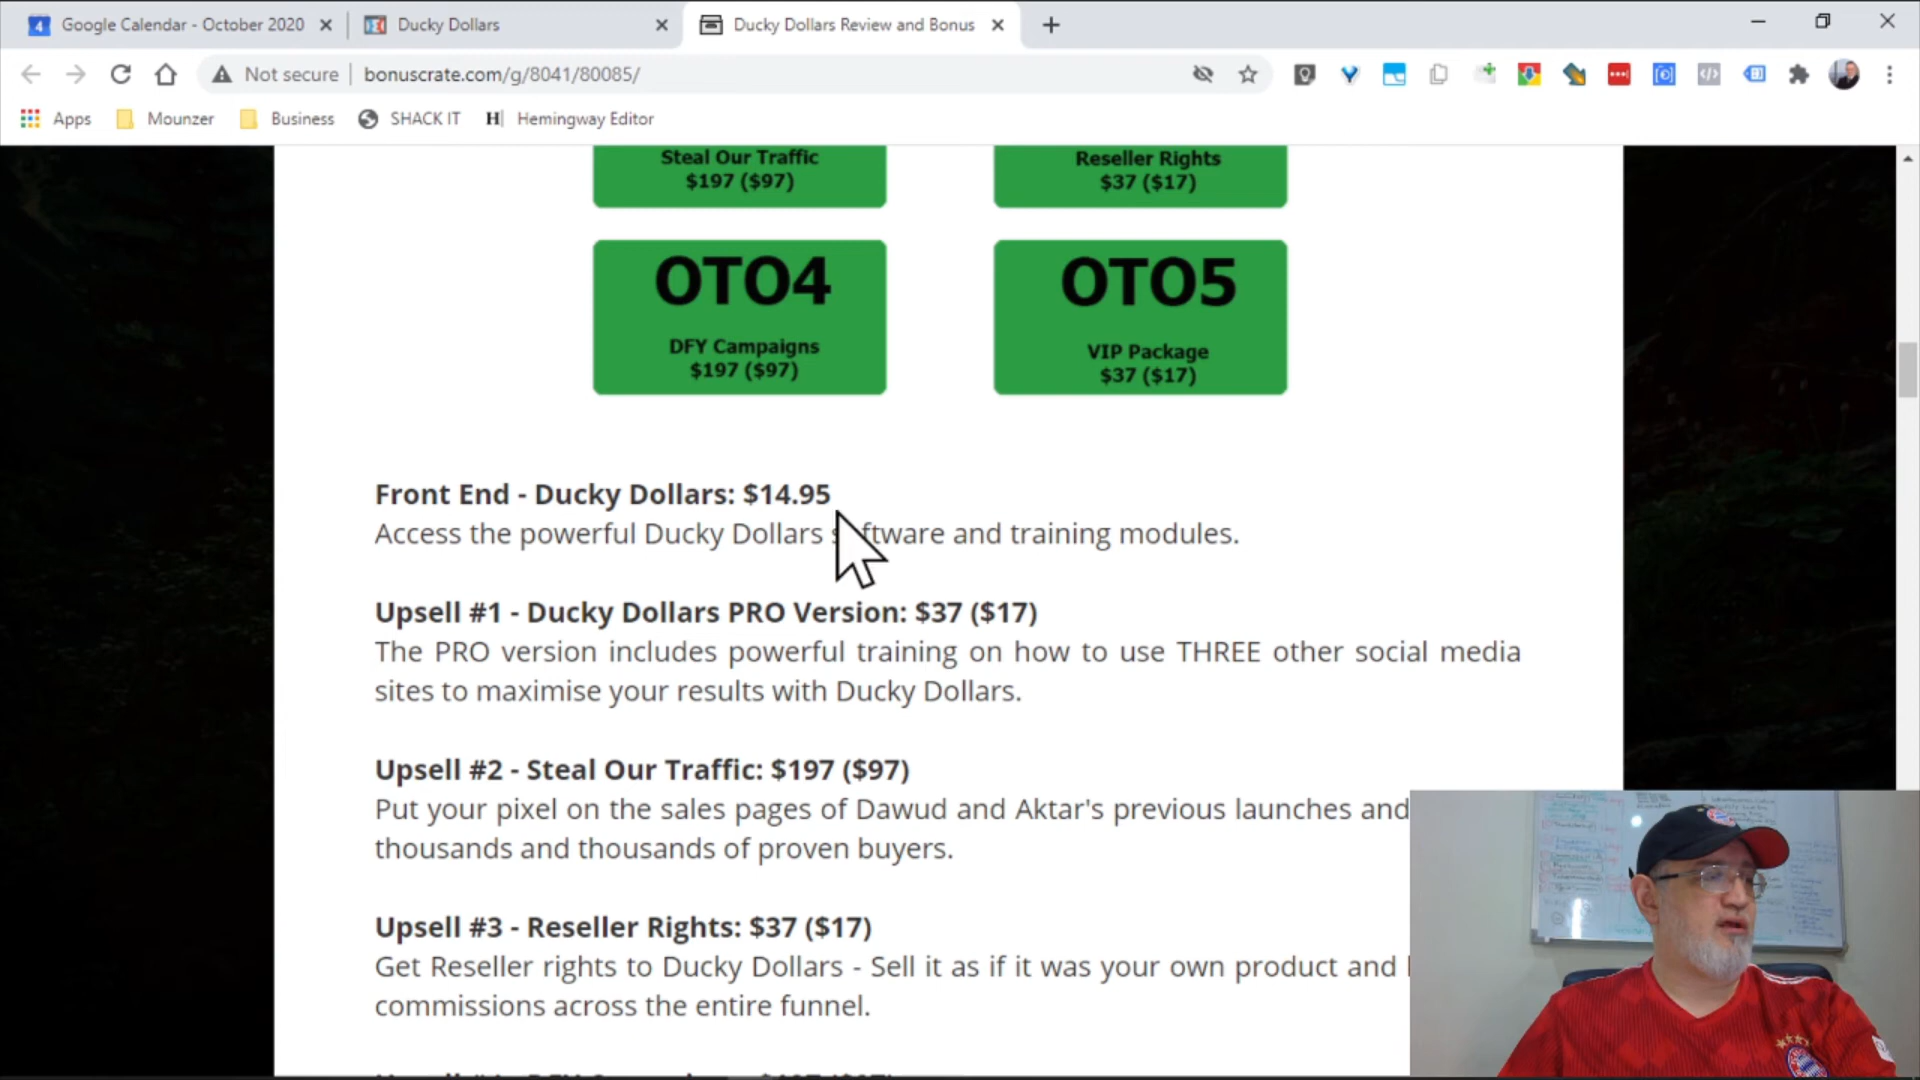 Google Calendar - October 2020
Ducky Dollars
Ducky Dollars Review and Bonus
Not secure
bonuscrate.com/g/8041/80085/
Apps
Mounzer
Business
SHACK IT
H
Hemingway Editor
Steal Our Traffic
$197 ($97)
Reseller Rights
$37 ($17)
OTO4
DFY Campaigns
$197 ($97)
OTO5
VIP Package
$37 ($17)
Front End - Ducky Dollars: $14.95
Access the powerful Ducky Dollars software and training modules.
Upsell #1 - Ducky Dollars PRO Version: $37 ($17)
The PRO version includes powerful training on how to use THREE other social media
sites to maximise your results with Ducky Dollars.
Upsell #2 - Steal Our Traffic: $197 ($97)
Put your pixel on the sales pages of Dawud and Aktar's previous launches and
thousands and thousands of proven buyers.
Upsell #3 - Reseller Rights: $37 ($17)
Get Reseller rights to Ducky Dollars - Sell it as if it was your own product and
commissions across the entire funnel.